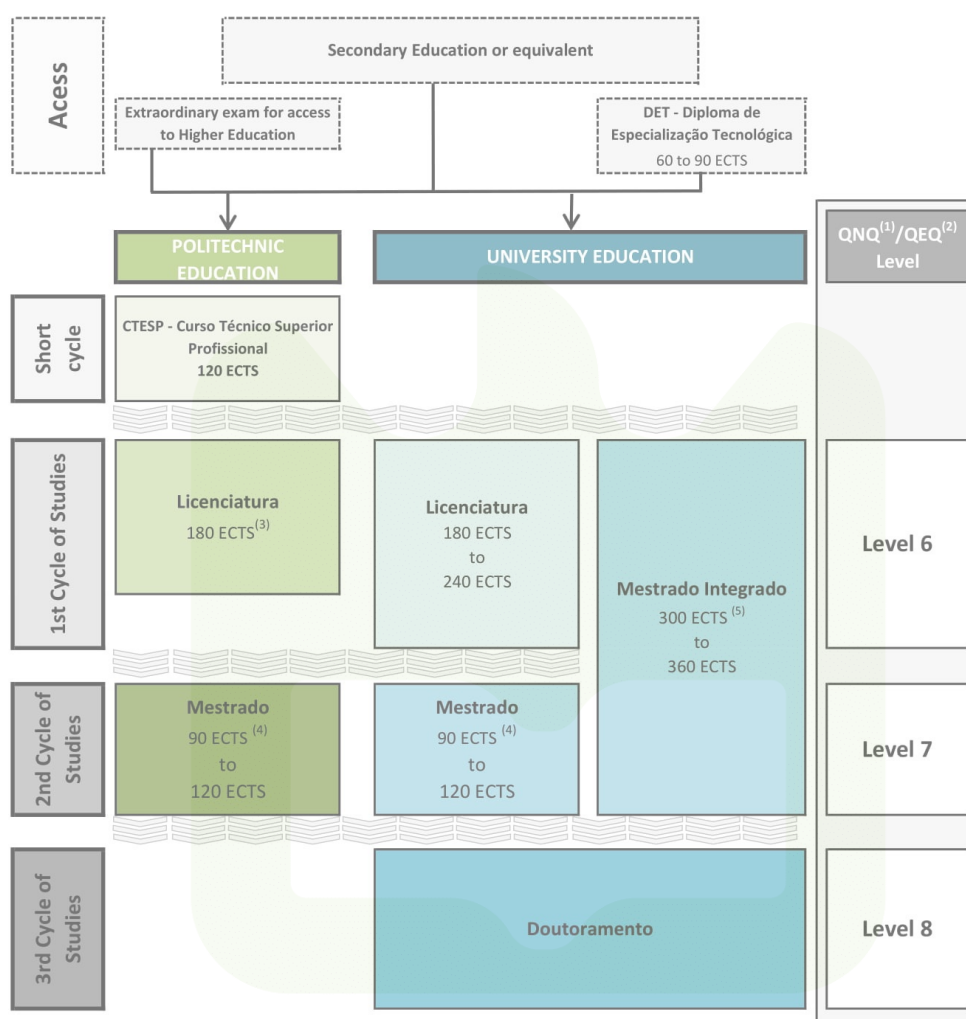 Acess
Secondary Education or equivalent
Extraordinary exam for access
to Higher Education
DET - Diploma de
Especialização Tecnológica
60 to 90 ECTS
POLITECHNIC
EDUCATION
UNIVERSITY EDUCATION
QNQ(1)/QEQ(2)
Level
Short
cycle
CTESP - Curso Técnico Superior
Profissional
120 ECTS
1st Cycle of Studies
Licenciatura
180 ECTS(3)
Licenciatura
180 ECTS
to
240 ECTS
Mestrado Integrado
300 ECTS (5)
to
360 ECTS
Level 6
2nd Cycle of
Studies
Mestrado
90 ECTS (4)
to
120 ECTS
Mestrado
90 ECTS (4)
to
120 ECTS
Level 7
3rd Cycle of
Studies
Doutoramento
Level 8